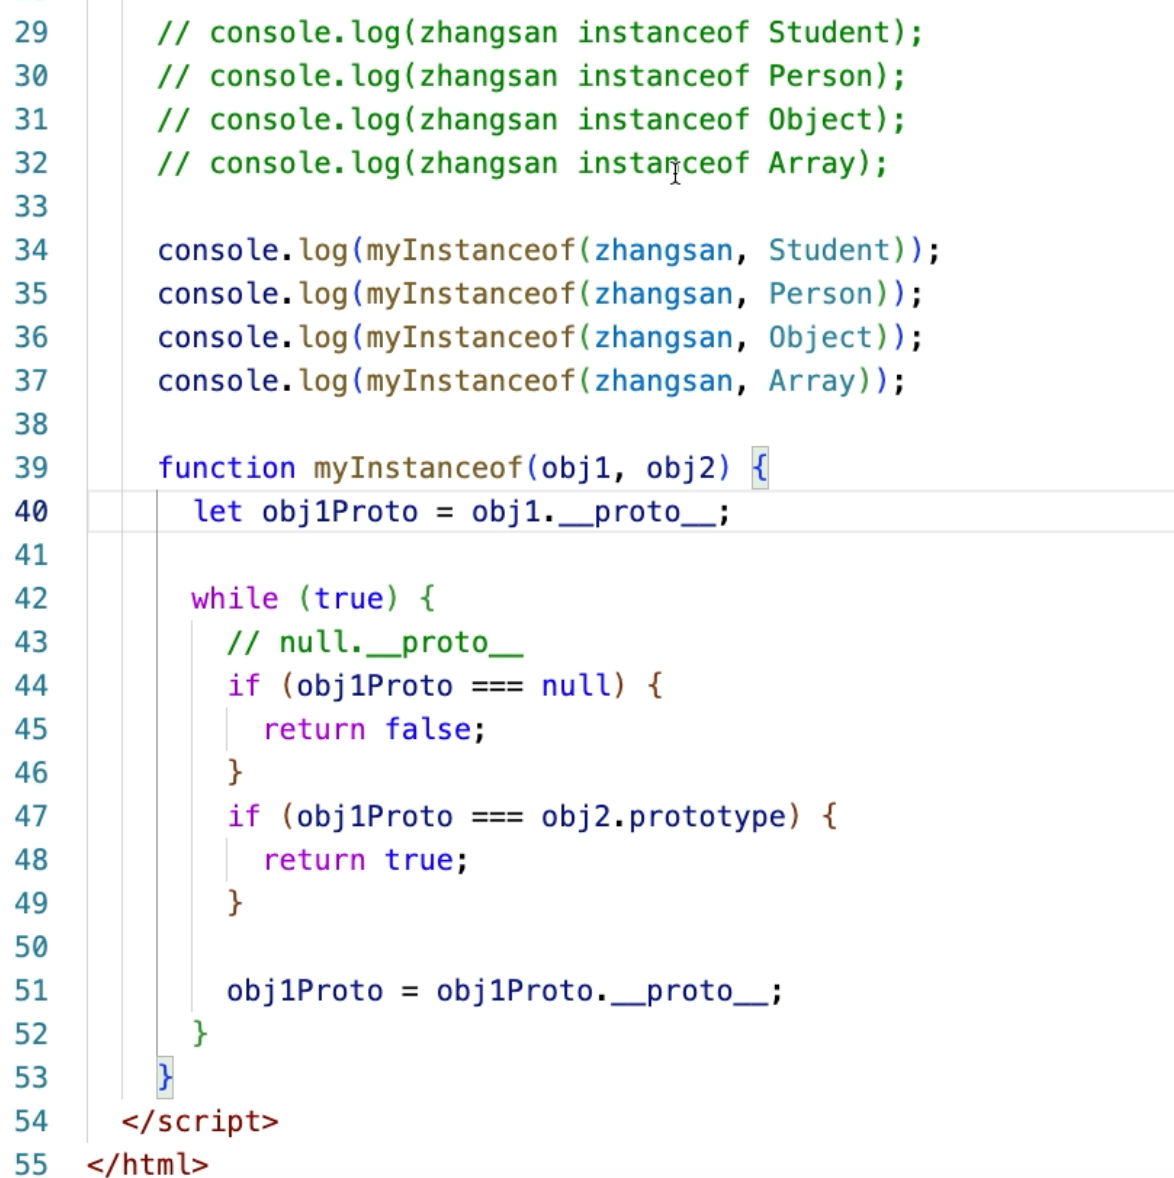 29 // console.log(zhangsan instanceof Student);
30 // console.log(zhangsan instanceof Person);
31 // console.log(zhangsan instanceof Object);
32 // console.log(zhangsan instanceof Array);
33
34 console.log(myInstanceof(zhangsan, Student));
35 console.log(myInstanceof(zhangsan, Person));
36 console.log(myInstanceof(zhangsan, Object));
37 console.log(myInstanceof(zhangsan, Array));
38
39 function myInstanceof(obj1, obj2) {
40 let obj1Proto = obj1.__proto__;
41
42 while (true) {
43 // null.__proto__
44 if (obj1Proto === null) {
45 return false;
46 }
47 if (obj1Proto === obj2.prototype) {
48 return true;
49 }
50
51 obj1Proto = obj1Proto.__proto__;
52 }
53 }
54 </script>
55 </html>